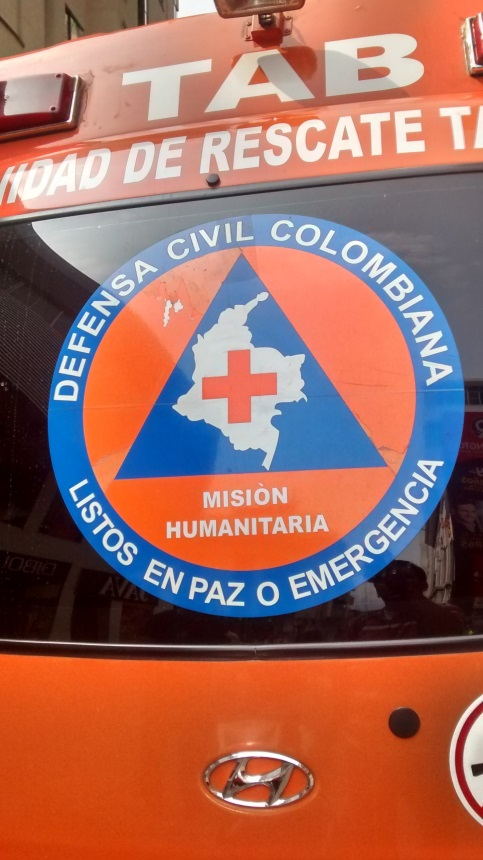 TAB
IDAD DE RESCATE TA
DEFENSA CIVIL COLOMBIANA
MISIÒN
HUMANITARIA
LISTOS EN PAZ O EMERGENCIA